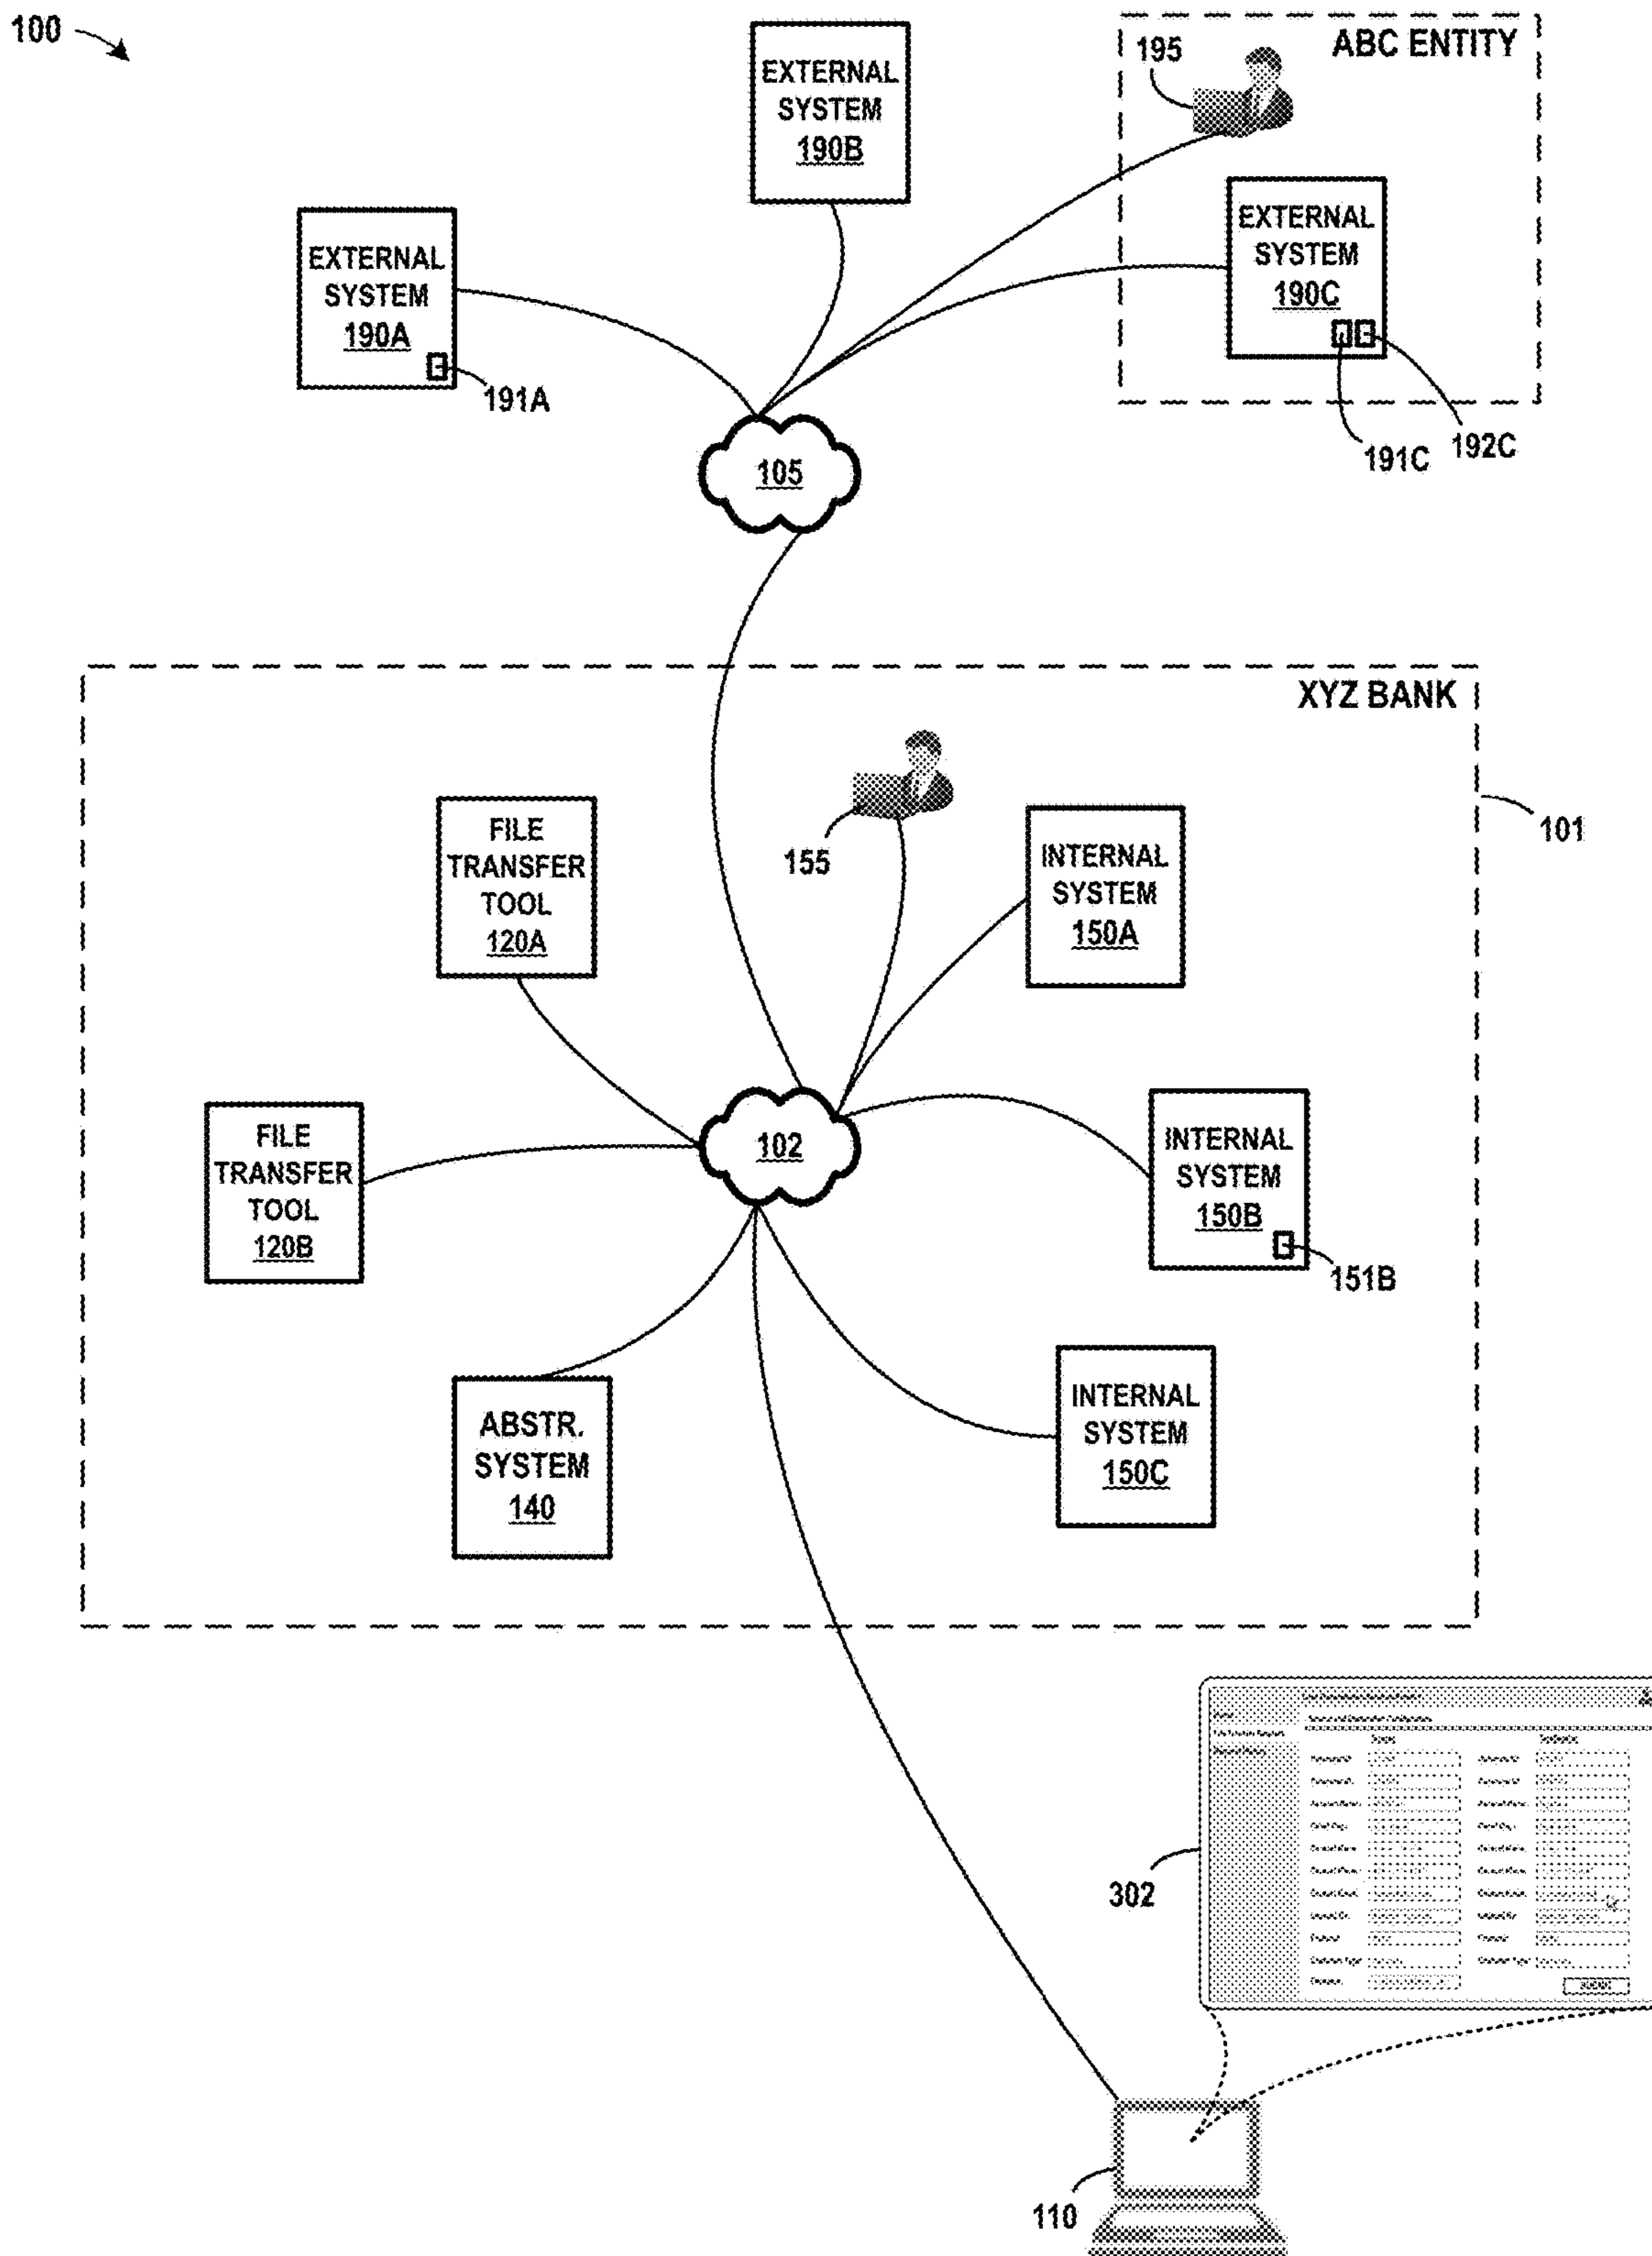 100
EXTERNAL
SYSTEM
190B
195
ABC ENTITY
EXTERNAL
SYSTEM
190A
191A
EXTERNAL
SYSTEM
190C
191C
192C
105
XYZ BANK
101
FILE
TRANSFER
TOOL
120A
155
INTERNAL
SYSTEM
150A
FILE
TRANSFER
TOOL
120B
102
INTERNAL
SYSTEM
150B
151B
ABSTR.
SYSTEM
140
INTERNAL
SYSTEM
150C
302
110